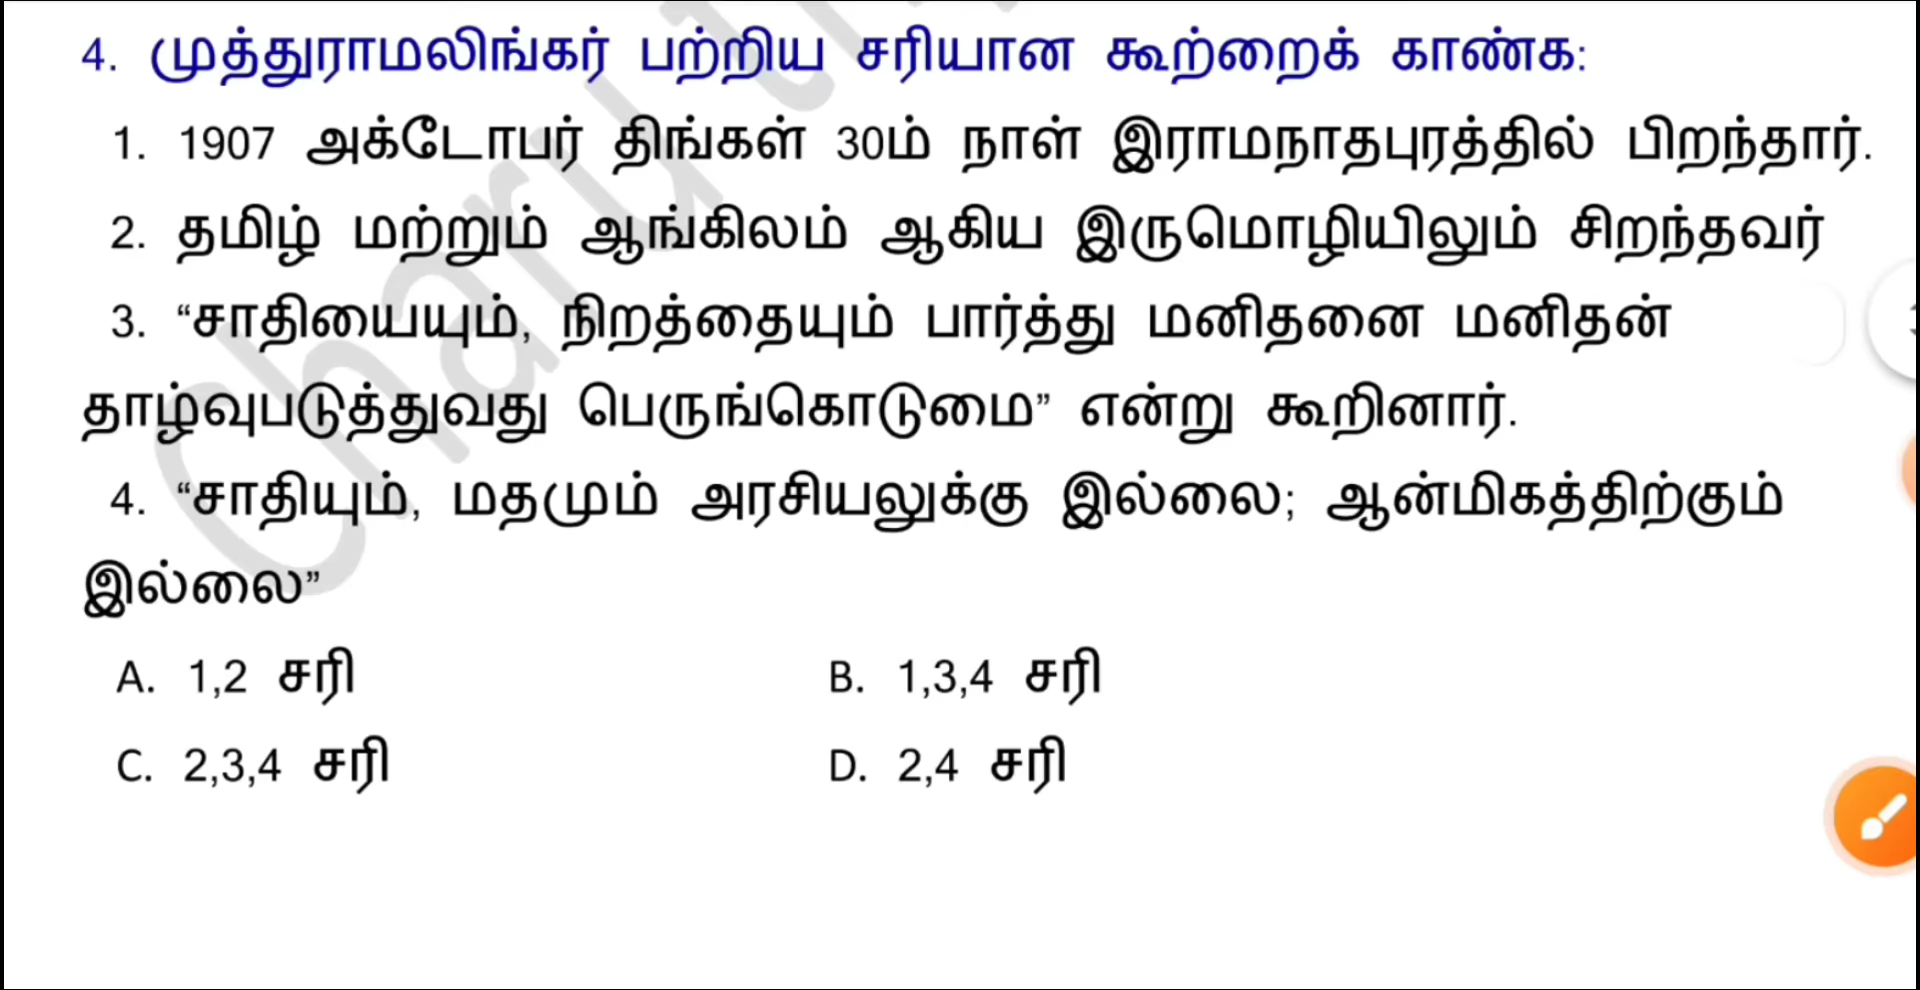 4. முத்துராமலிங்கர் பற்றிய சரியான கூற்றைக் காண்க:
1. 1907 அக்டோபர் திங்கள் 30ம் நாள் இராமநாதபுரத்தில் பிறந்தார்.
2. தமிழ் மற்றும் ஆங்கிலம் ஆகிய இருமொழியிலும் சிறந்தவர்
3. “சாதியையும், நிறத்தையும் பார்த்து மனிதனை மனிதன்
தாழ்வுபடுத்துவது பெருங்கொடுமை” என்று கூறினார்.
4. “சாதியும், மதமும் அரசியலுக்கு இல்லை; ஆன்மிகத்திற்கும்
இல்லை”
A. 1,2 சரி
B. 1,3,4 சரி
C. 2,3,4 சரி
D. 2,4 சரி